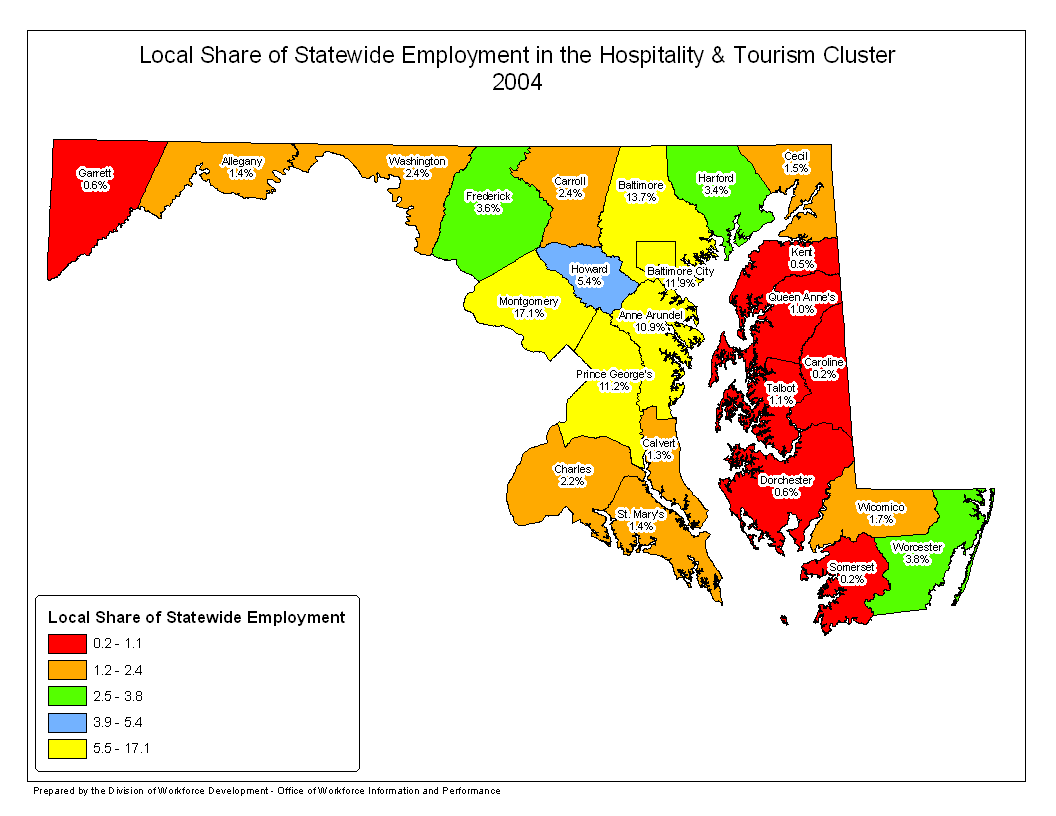 Local Share of Statewide Employment in the Hospitality & Tourism Cluster
2004
Garrett
0.6%
Allegany
1.4%
Washington
2.4%
Frederick
3.6%
Carroll
2.4%
Baltimore
13.7%
Harford
3.4%
Cecil
1.5%
Kent
0.5%
Howard
5.4%
Baltimore City
11.9%
Queen Anne's
1.0%
Montgomery
17.1%
Anne Arundel
10.9%
Caroline
0.2%
Prince George's
11.2%
Talbot
1.1%
Calvert
1.3%
Charles
2.2%
Dorchester
0.6%
St. Mary's
1.4%
Wicomico
1.7%
Worcester
3.8%
Somerset
0.2%
Local Share of Statewide Employment
0.2 - 1.1
1.2 - 2.4
2.5 - 3.8
3.9 - 5.4
5.5 - 17.1
Prepared by the Division of Workforce Development - Office of Workforce Information and Performance